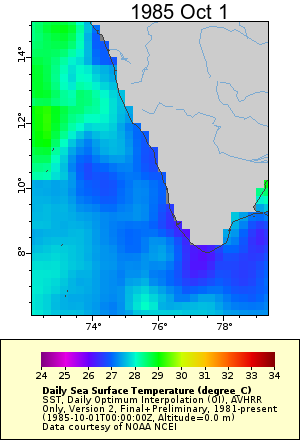 1985 Oct 1
14°
12°
10°
8°
74°
76°
78°
24 25 26 27 28 29 30 31 32 33 34
Daily Sea Surface Temperature (degree_C)
SST, Daily Optimum Interpolation (OI), AVHRR
Only, Version 2, Final+Preliminary, 1981-present
(1985-10-01T00:00:00Z, Altitude=0.0 m)
Data courtesy of NOAA NCEI